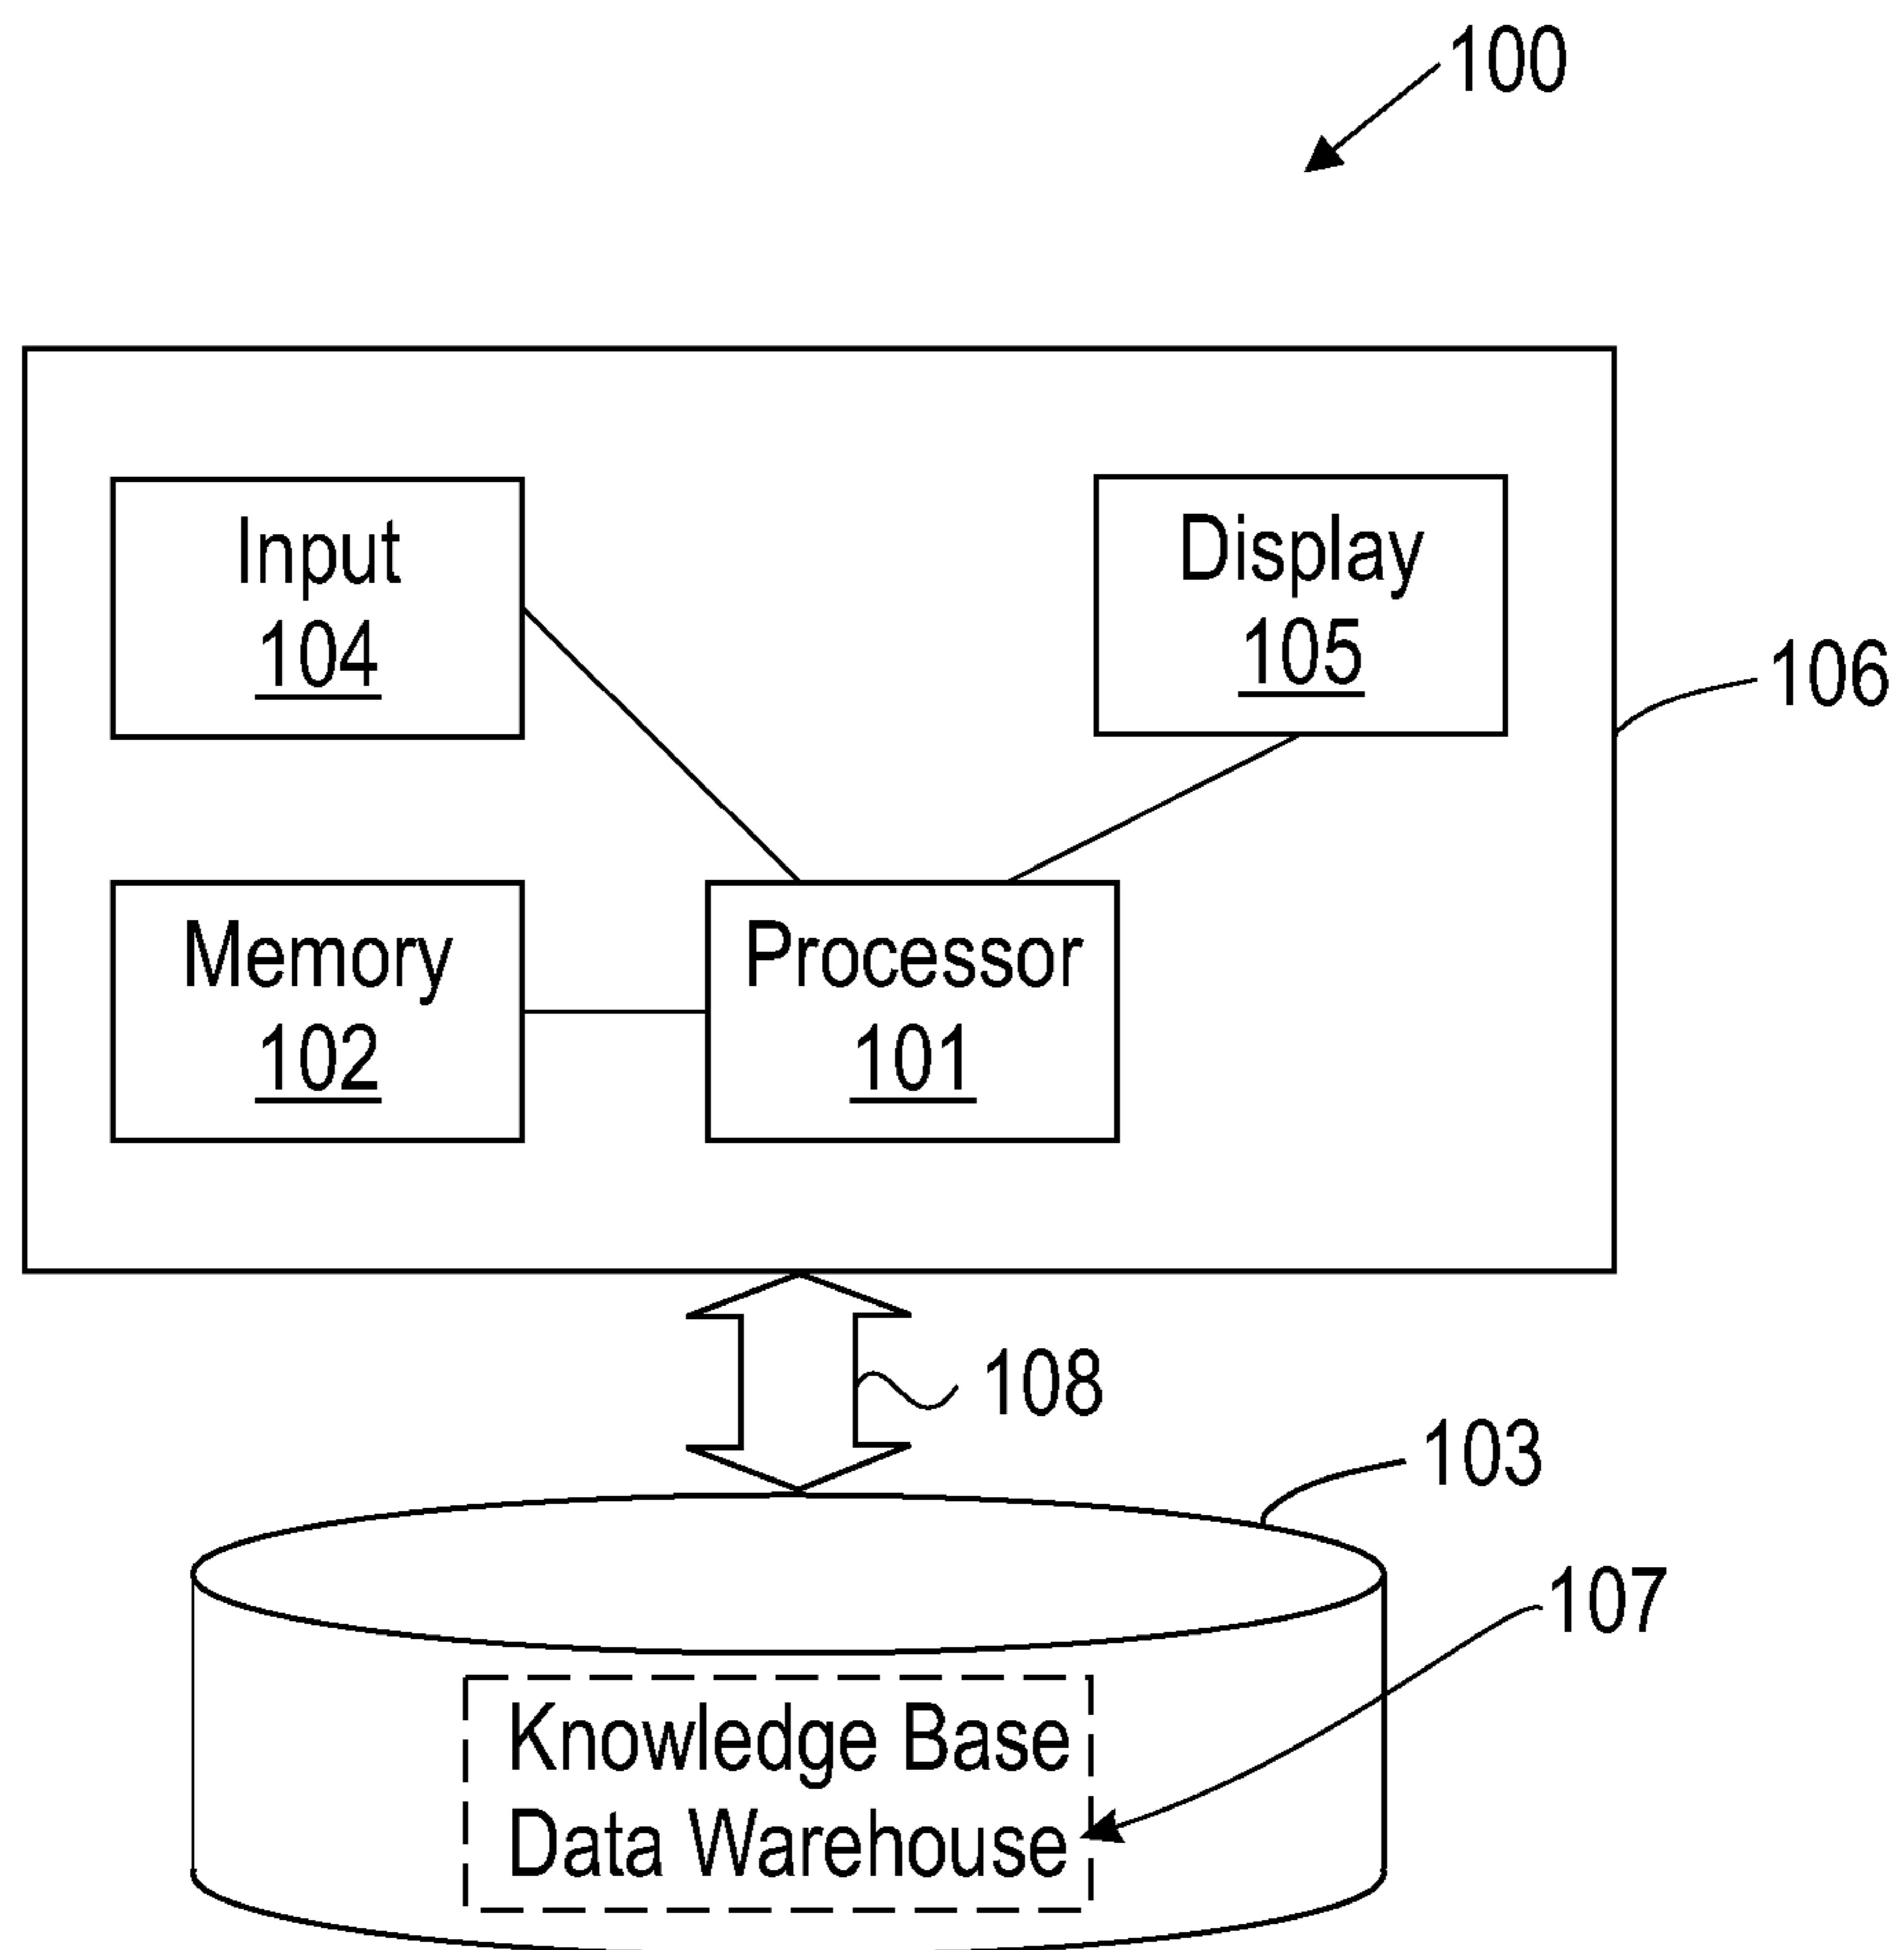 100
Input
104
Display
105
106
Memory
102
Processor
101
108
103
107
Knowledge Base
Data Warehouse